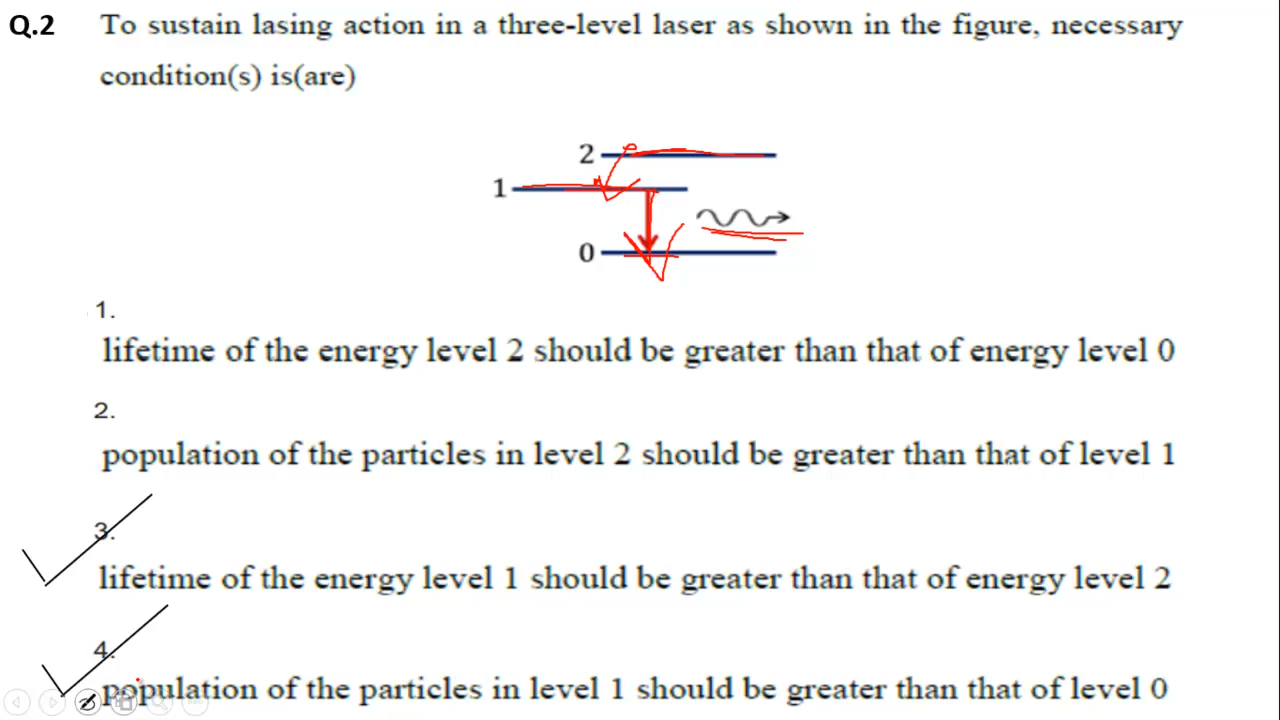 Q.2 To sustain lasing action in a three-level laser as shown in the figure, necessary
condition(s) is(are)
2
1
0
1.
lifetime of the energy level 2 should be greater than that of energy level 0
2.
population of the particles in level 2 should be greater than that of level 1
3.
lifetime of the energy level 1 should be greater than that of energy level 2
4.
population of the particles in level 1 should be greater than that of level 0